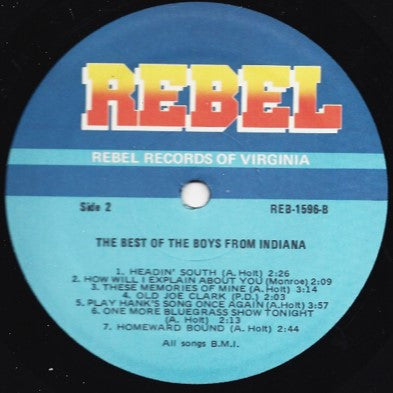 REBEL
REBEL RECORDS OF VIRGINIA
Side 2 REB-1596-B
THE BEST OF THE BOYS FROM INDIANA
1. HEADIN' SOUTH (A. Holt) 2:26
2. HOW WILL I EXPLAIN ABOUT YOU (Monroe) 2:09
3. THESE MEMORIES OF MINE (A. Holt) 3:14
4. OLD JOE CLARK (P.D.) 2:03
5. PLAY HANK'S SONG ONCE AGAIN (A.Holt) 3:57
6. ONE MORE BLUEGRASS SHOW TONIGHT
(A. Holt) 2:13
7. HOMEWARD BOUND (A. Holt) 2:44
All songs B.M.I.